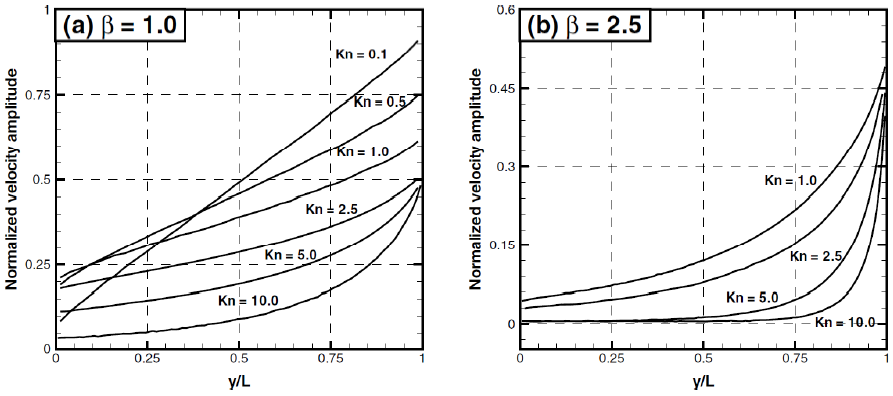 (a) β = 1.0
Normalized velocity amplitude
1
0.75
0.5
0.25
0
Kn = 0.1
Kn = 0.5
Kn = 1.0
Kn = 2.5
Kn = 5.0
Kn = 10.0
0 0.25 0.5 0.75 1
y/L
(b) β = 2.5
Normalized velocity amplitude
0.6
0.45
0.3
0.15
0
Kn = 1.0
Kn = 2.5
Kn = 5.0
Kn = 10.0
0 0.25 0.5 0.75 1
y/L